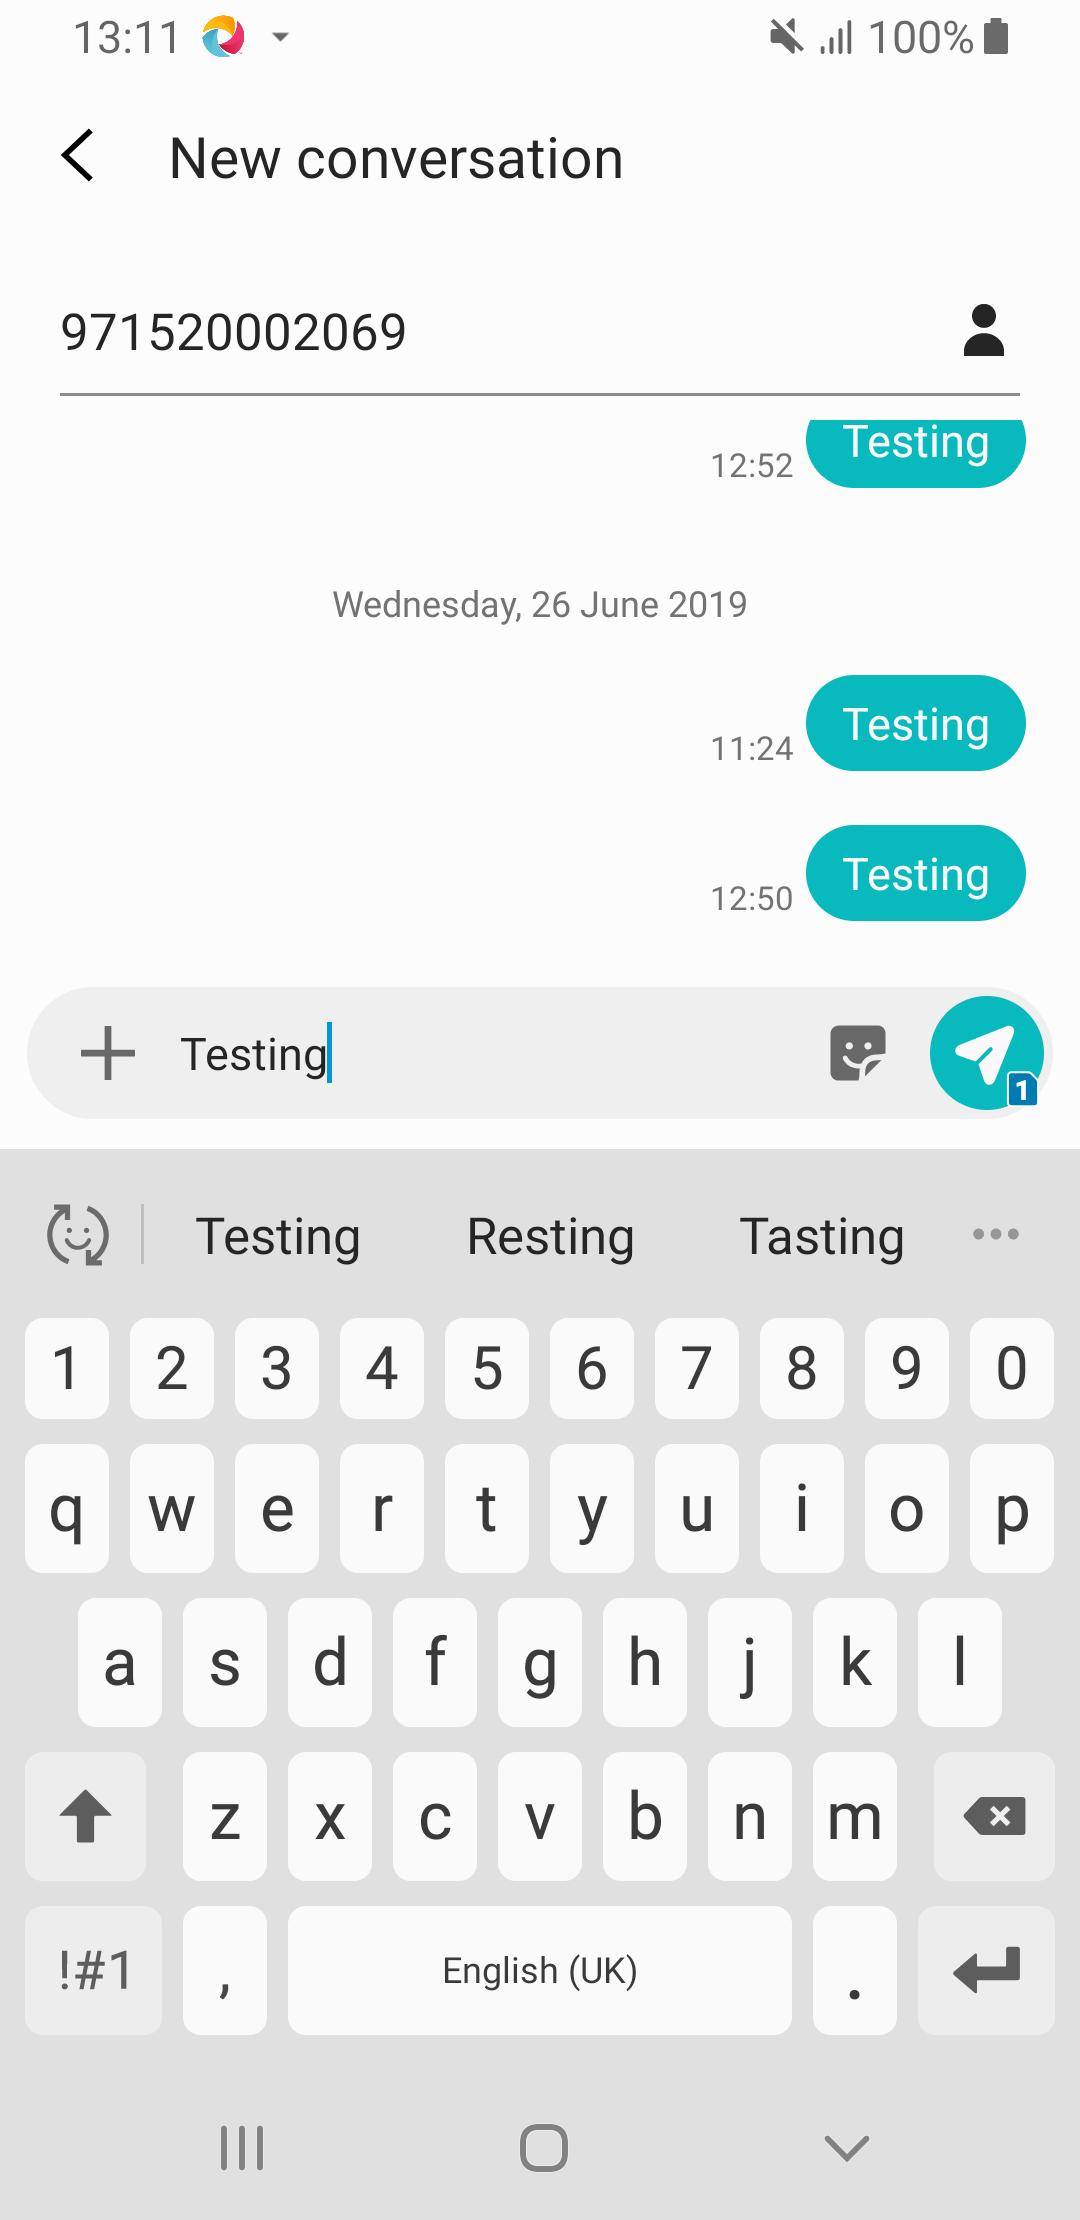 13:11 100%
New conversation
971520002069
Testing
12:52
Wednesday, 26 June 2019
Testing
11:24
Testing
12:50
Testing
1
Testing Resting Tasting
1 2 3 4 5 6 7 8 9 0
q w e r t y u i o p
a s d f g h j k l
z x c v b n m
!#1 , English (UK) .